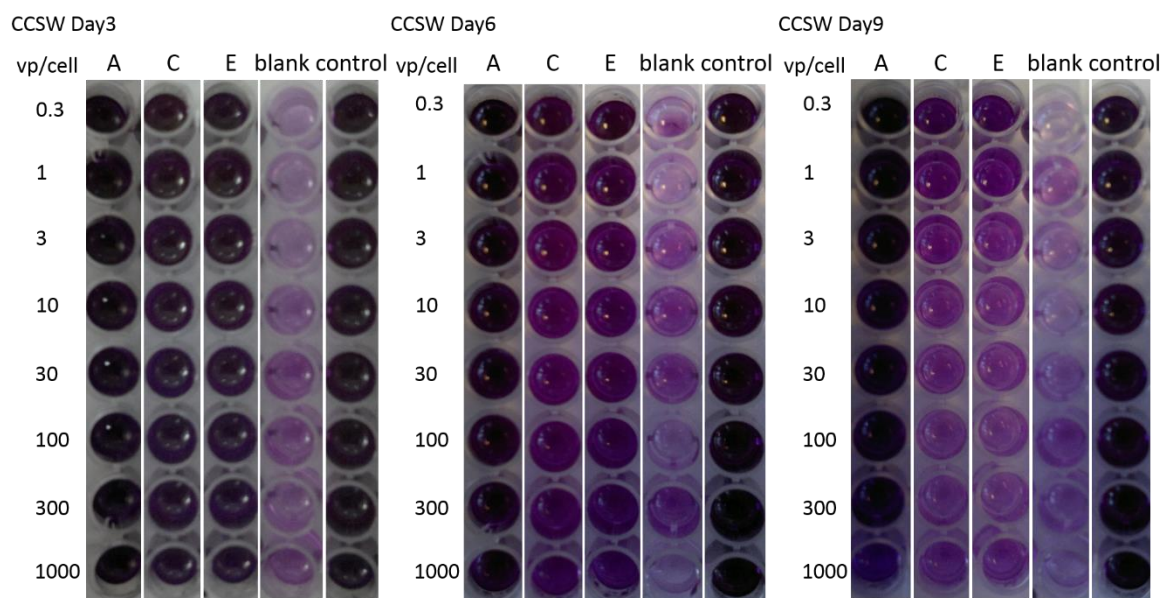 CCSW Day3 CCSW Day6 CCSW Day9
vp/cell A C E blank control vp/cell A C E blank control vp/cell A C E blank control
0.3 0.3 0.3
1 1 1
3 3 3
10 10 10
30 30 30
100 100 100
300 300 300
1000 1000 1000